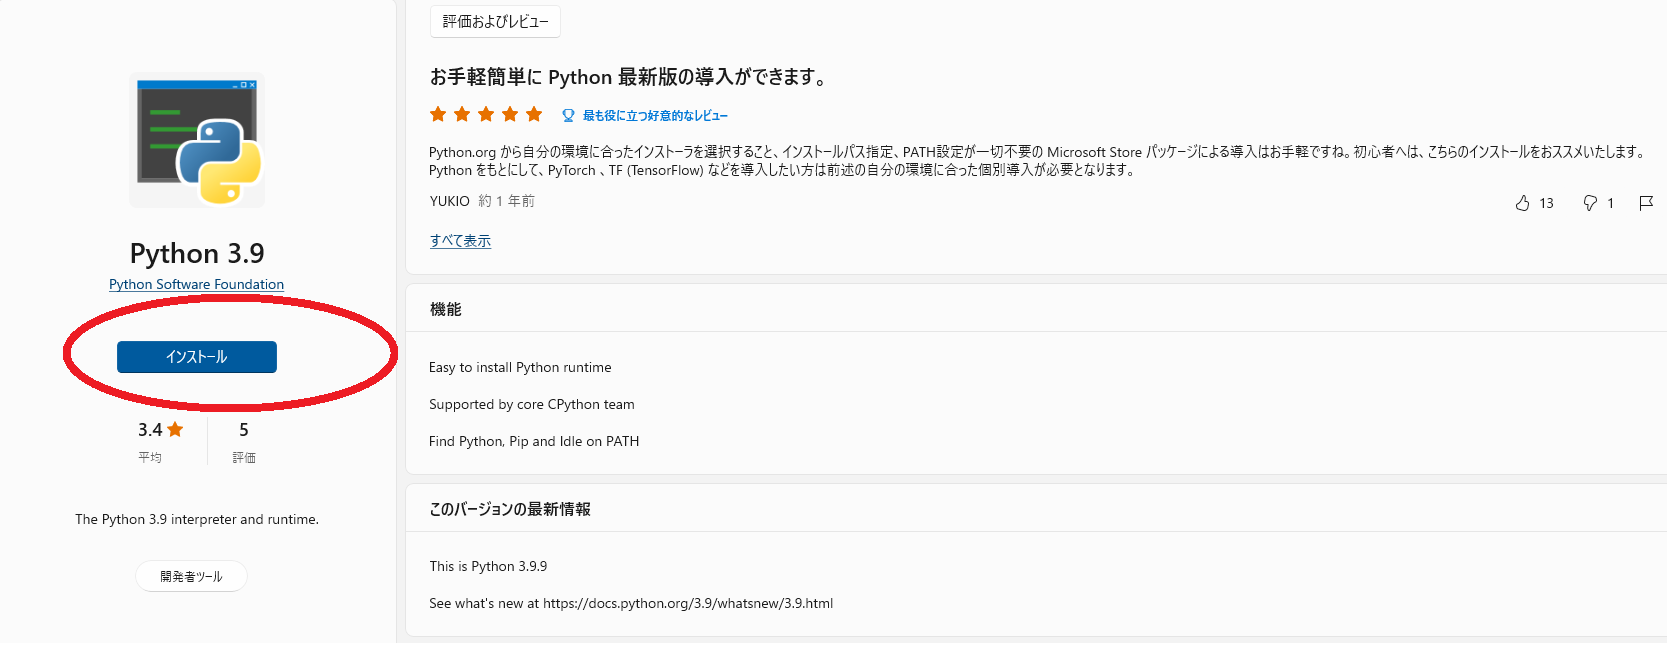 Python 3.9
Python Software Foundation
インストール
3.4
平均
5
評価
The Python 3.9 interpreter and runtime.
開発者ツール
評価およびレビュー
お手軽簡単に Python 最新版の導入ができます。
最も役に立つ好意的なレビュー
Python.org から自分の環境に合ったインストーラを選択すること、インストールパス指定、PATH設定が一切不要の Microsoft Store パッケージによる導入はお手軽ですね。初心者へは、こちらのインストールをおススメいたします。
Python をもとにして、PyTorch 、TF (TensorFlow) などを導入したい方は前述の自分の環境に合った個別導入が必要となります。
YUKIO 約 1 年前
13 1
すべて表示
機能
Easy to install Python runtime
Supported by core CPython team
Find Python, Pip and Idle on PATH
このバージョンの最新情報
This is Python 3.9.9
See what's new at https://docs.python.org/3.9/whatsnew/3.9.html